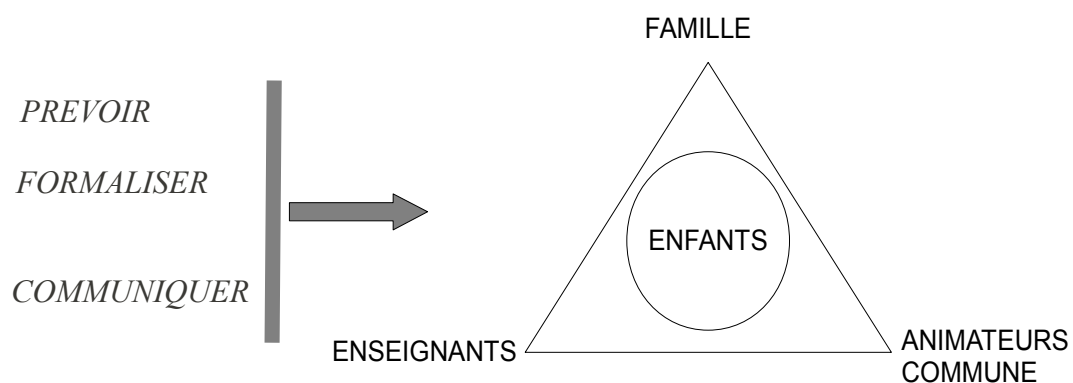 FAMILLE
PREVOIR
FORMALISER
COMMUNIQUER
ENFANTS
ENSEIGNANTS
ANIMATEURS
COMMUNE